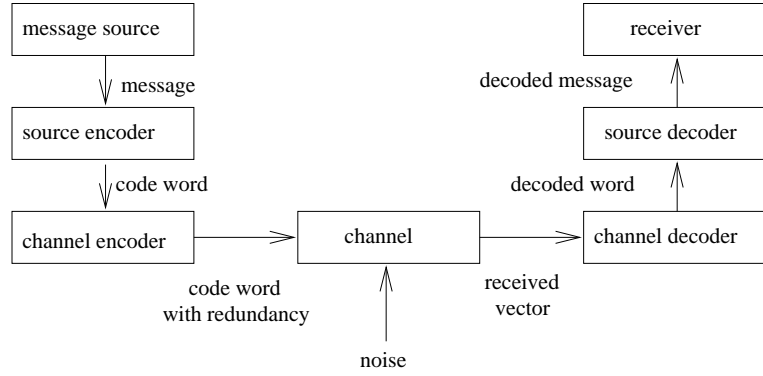 message source
message
source encoder
code word
channel encoder
code word
with redundancy
channel
noise
received
vector
channel decoder
decoded word
source decoder
decoded message
receiver